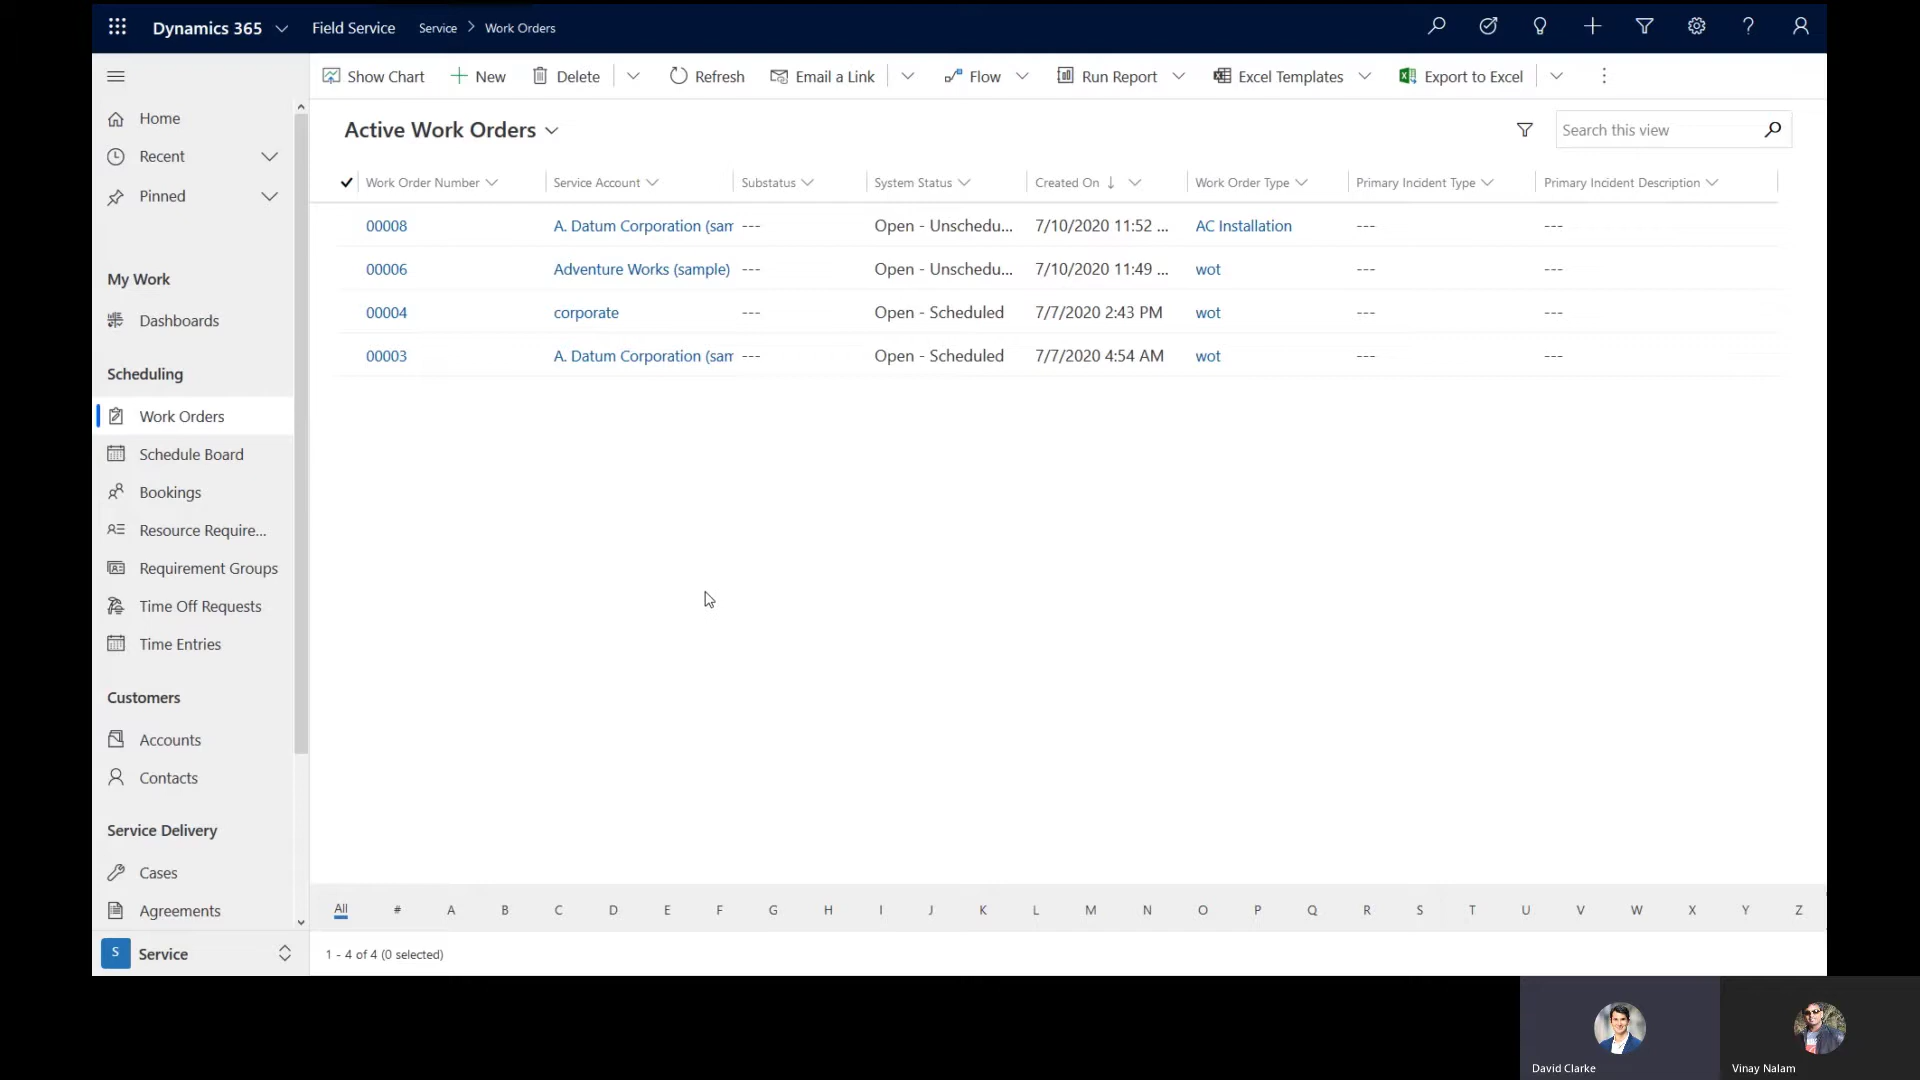 Dynamics 365 Field Service Service > Work Orders
Show Chart New Delete Refresh Email a Link Flow Run Report Excel Templates Export to Excel
Home
Recent
Pinned
My Work
Dashboards
Scheduling
Work Orders
Schedule Board
Bookings
Resource Require...
Requirement Groups
Time Off Requests
Time Entries
Customers
Accounts
Contacts
Service Delivery
Cases
Agreements
S Service
Active Work Orders
Search this view
Work Order Number Service Account Substatus System Status Created On ↓ Work Order Type Primary Incident Type Primary Incident Description
00008 A. Datum Corporation (sam --- Open - Unschedu... 7/10/2020 11:52 ... AC Installation --- ---
00006 Adventure Works (sample) --- Open - Unschedu... 7/10/2020 11:49 ... wot --- ---
00004 corporate --- Open - Scheduled 7/7/2020 2:43 PM wot --- ---
00003 A. Datum Corporation (sam --- Open - Scheduled 7/7/2020 4:54 AM wot --- ---
All # A B C D E F G H I J K L M N O P Q R S T U V W X Y Z
1 - 4 of 4 (0 selected)
David Clarke
Vinay Nalam